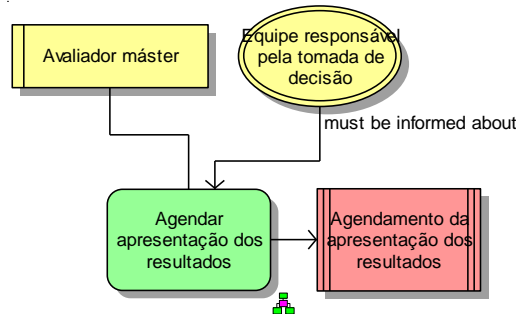 Avaliador máster
Equipe responsável
pela tomada de
decisão
must be informed about
Agendar
apresentação dos
resultados
Agendamento da
apresentação dos
resultados